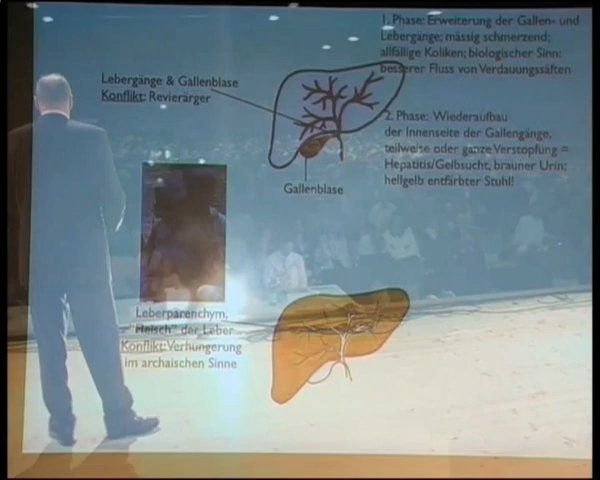 1. Phase: Erweiterung der Gallen- und
Lebergänge; mässig schmerzend;
allfällige Koliken; biologischer Sinn:
besserer Fluss von Verdauungssäften
Lebergänge & Gallenblase
Konflikt: Revierärger
2. Phase: Wiederaufbau
der Innenseite der Gallengänge,
teilweise oder ganze Verstopfung =
Hepatitis/Gelbsucht, brauner Urin;
hellgelb entfärbter Stuhl!
Gallenblase
Leberparenchym,
"Fleisch" der Leber
Konflikt: Verhungerung
im archaischen Sinne